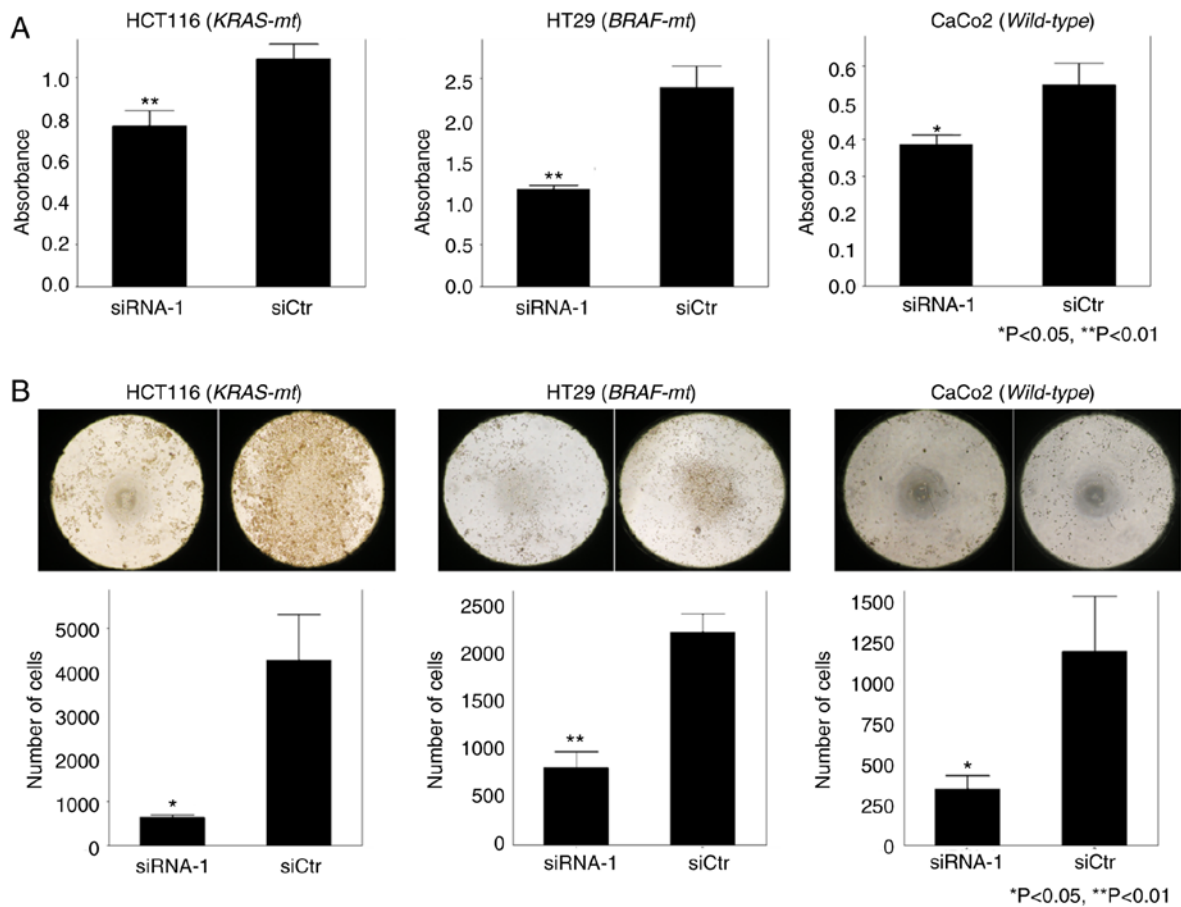 A
HCT116 (KRAS-mt)
Absorbance
1.0
0.8
0.6
0.4
0.2
0.0
**
siRNA-1 siCtr
HT29 (BRAF-mt)
Absorbance
2.5
2.0
1.5
1.0
0.5
0.0
**
siRNA-1 siCtr
CaCo2 (Wild-type)
Absorbance
0.6
0.5
0.4
0.3
0.2
0.1
0.0
*
siRNA-1 siCtr
*P<0.05, **P<0.01
B
HCT116 (KRAS-mt)
Number of cells
5000
4000
3000
2000
1000
0
*
siRNA-1 siCtr
HT29 (BRAF-mt)
Number of cells
2500
2000
1500
1000
500
0
**
siRNA-1 siCtr
CaCo2 (Wild-type)
Number of cells
1500
1250
1000
750
500
250
0
*
siRNA-1 siCtr
*P<0.05, **P<0.01